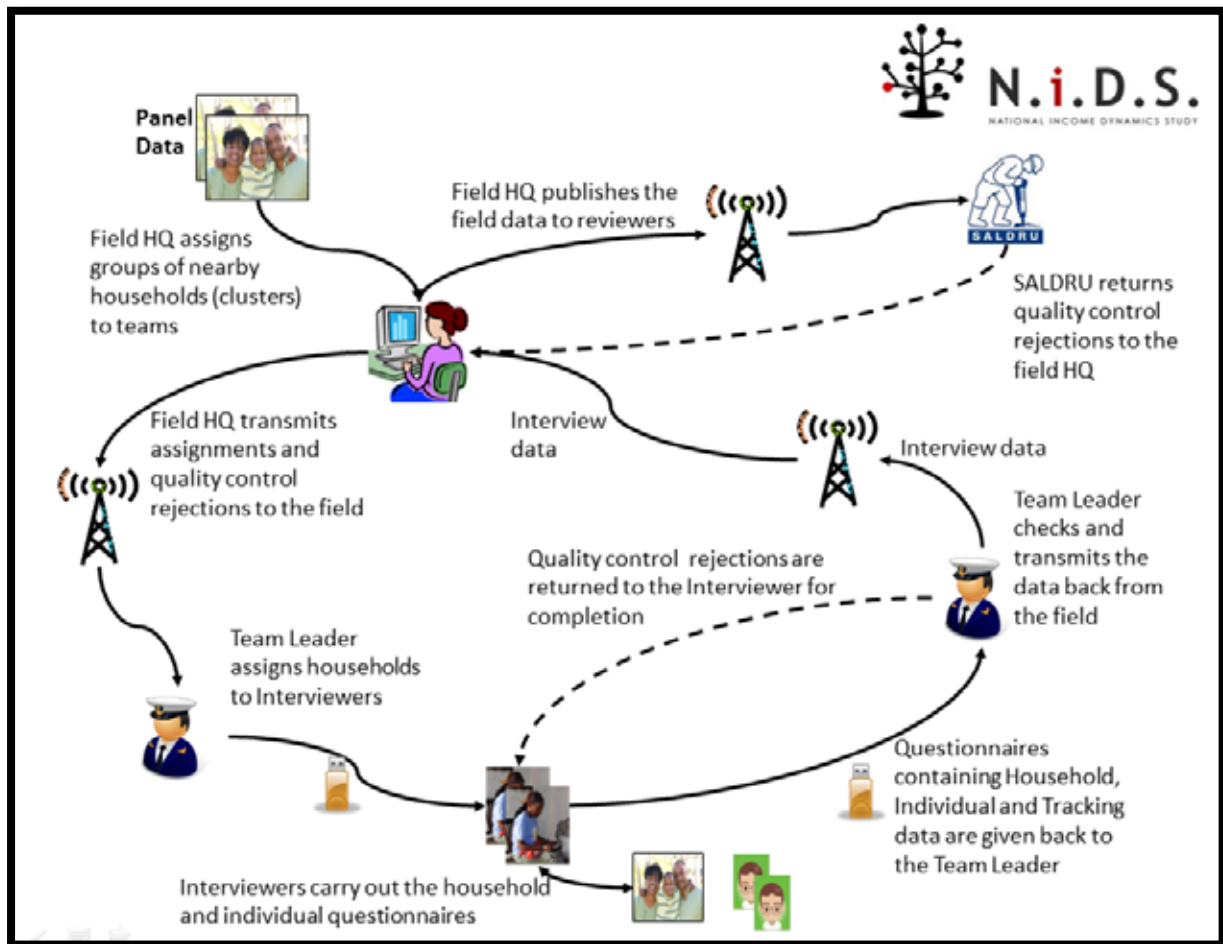 N.i.D.S.
NATIONAL INCOME DYNAMICS STUDY
Panel
Data
Field HQ publishes the
field data to reviewers
SALDRU
Field HQ assigns
groups of nearby
households (clusters)
to teams
SALDRU returns
quality control
rejections to the
field HQ
Field HQ transmits
assignments and
quality control
rejections to the field
Interview
data
Interview data
Team Leader
checks and
transmits the
data back from
the field
Quality control rejections are
returned to the Interviewer for
completion
Team Leader
assigns households
to Interviewers
Questionnaires
containing Household,
Individual and Tracking
data are given back to
the Team Leader
Interviewers carry out the household
and individual questionnaires